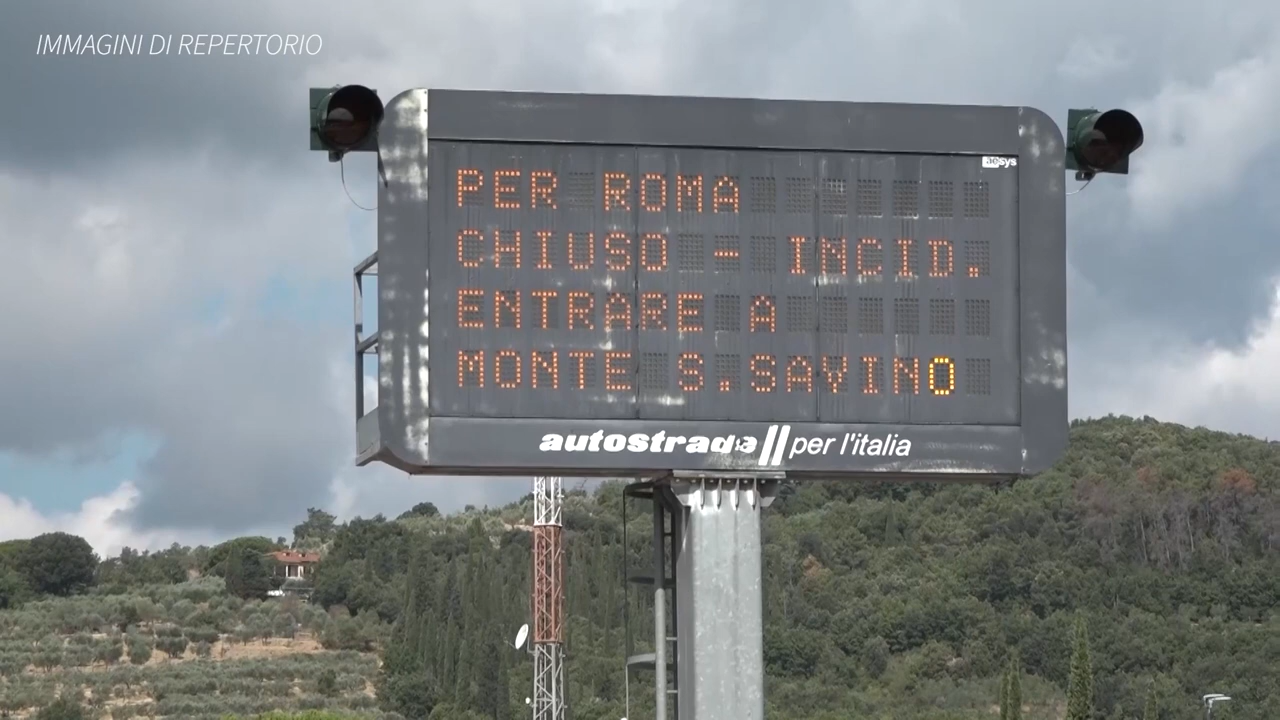 IMMAGINI DI REPERTORIO
aesys
PER ROMA
CHIUSO - INCID.
ENTRARE A
MONTE S.SAVINO
autostrade // per l'italia